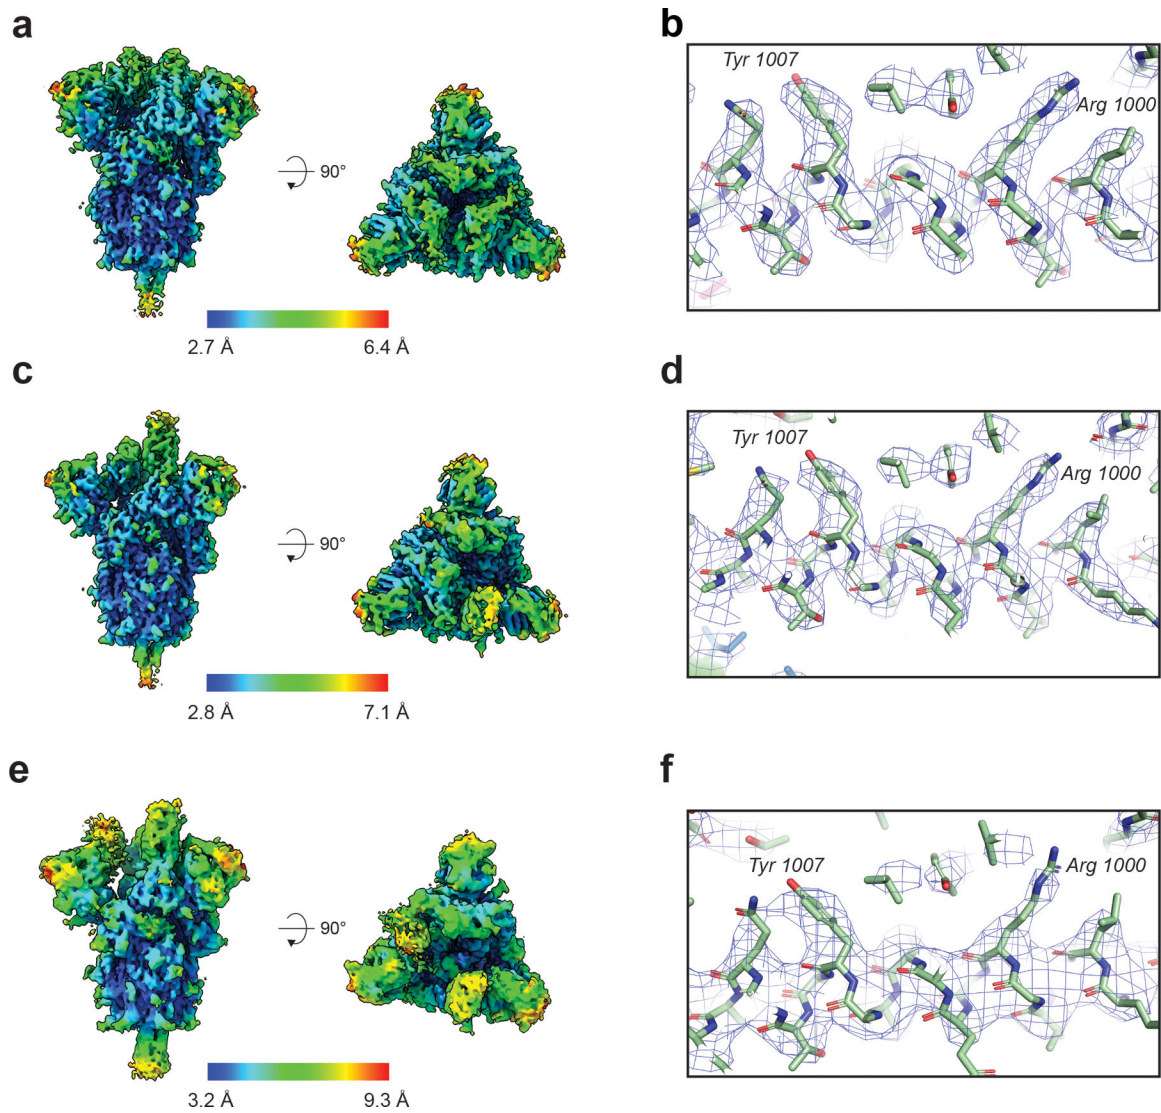 a
90°
2.7 Å
6.4 Å
b
Tyr 1007
Arg 1000
c
90°
2.8 Å
7.1 Å
d
Tyr 1007
Arg 1000
e
90°
3.2 Å
9.3 Å
f
Tyr 1007
Arg 1000